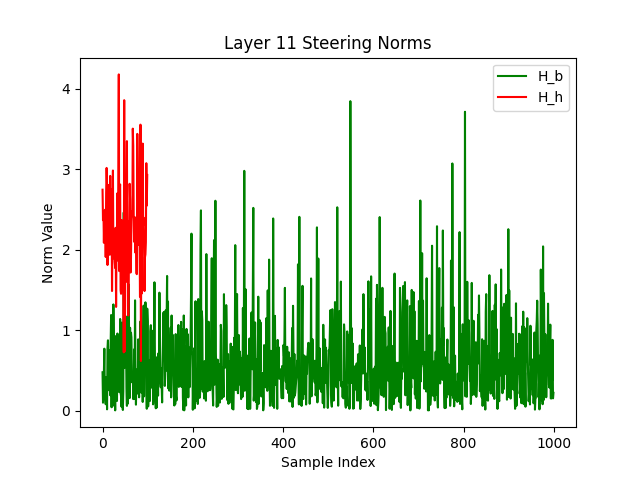 Layer 11 Steering Norms
H_b
H_h
Norm Value
4
3
2
1
0
0
200
400
600
800
1000
Sample Index